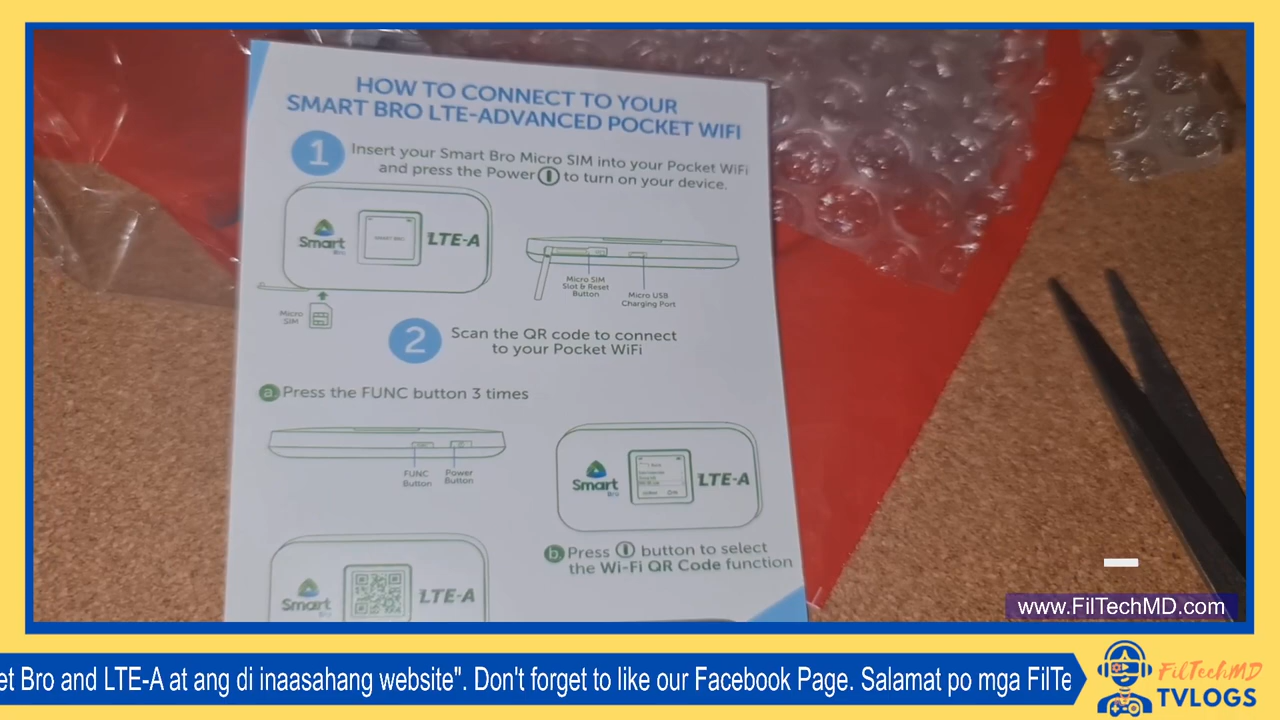 HOW TO CONNECT TO YOUR
SMART BRO LTE-ADVANCED POCKET WIFI
1
Insert your Smart Bro Micro SIM into your Pocket WiFi
and press the Power to turn on your device.
Smart
Bro
SMART BRO
LTE-A
Micro
SIM
Micro SIM
Slot & Reset
Button
Micro USB
Charging Port
2
Scan the QR code to connect
to your Pocket WiFi
a. Press the FUNC button 3 times
FUNC
Button
Power
Button
Smart
Bro
LTE-A
b. Press button to select
the Wi-Fi QR Code function
Smart
LTE-A
www.FilTechMD.com
et Bro and LTE-A at ang di inaasahang website". Don't forget to like our Facebook Page. Salamat po mga FilTe
FilTechMD
TVLOGS